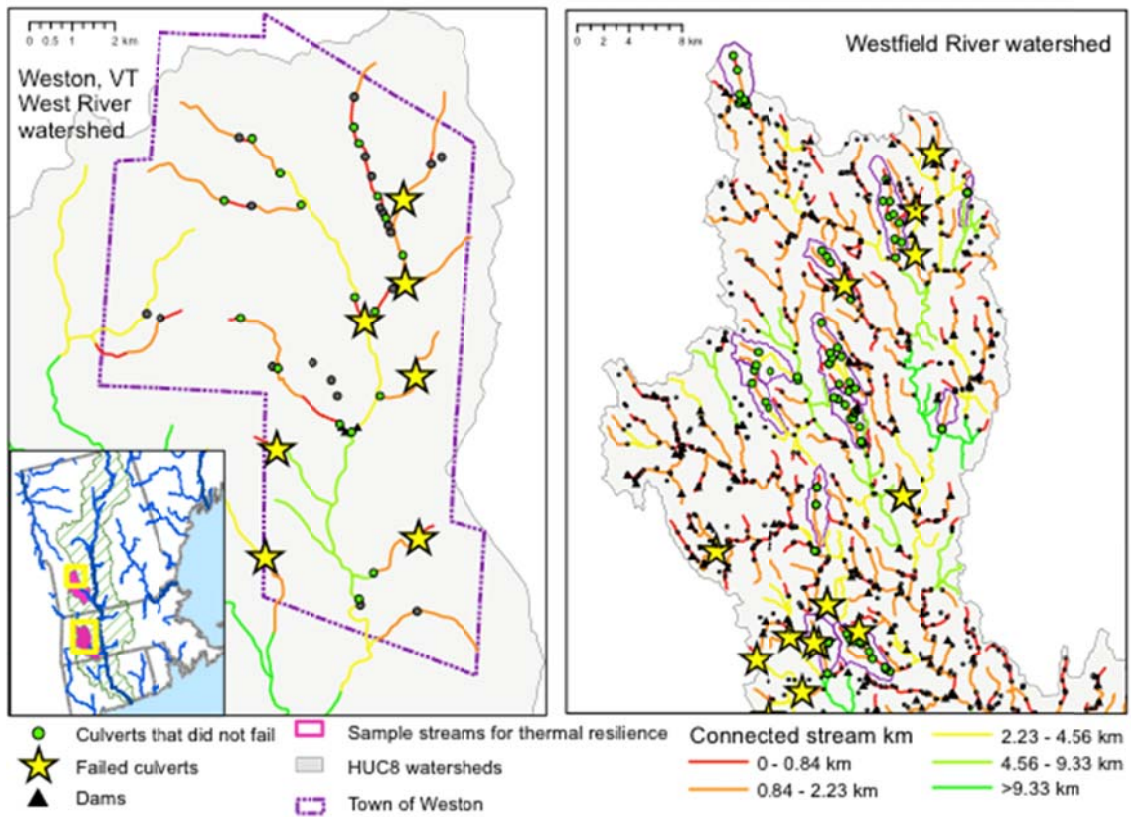 0 0.5 1 2 km
Weston, VT
West River
watershed
0 2 4 8 km
Westfield River watershed
Culverts that did not fail
Failed culverts
Dams
Sample streams for thermal resilience
HUC8 watersheds
Town of Weston
Connected stream km
0 - 0.84 km
0.84 - 2.23 km
2.23 - 4.56 km
4.56 - 9.33 km
>9.33 km